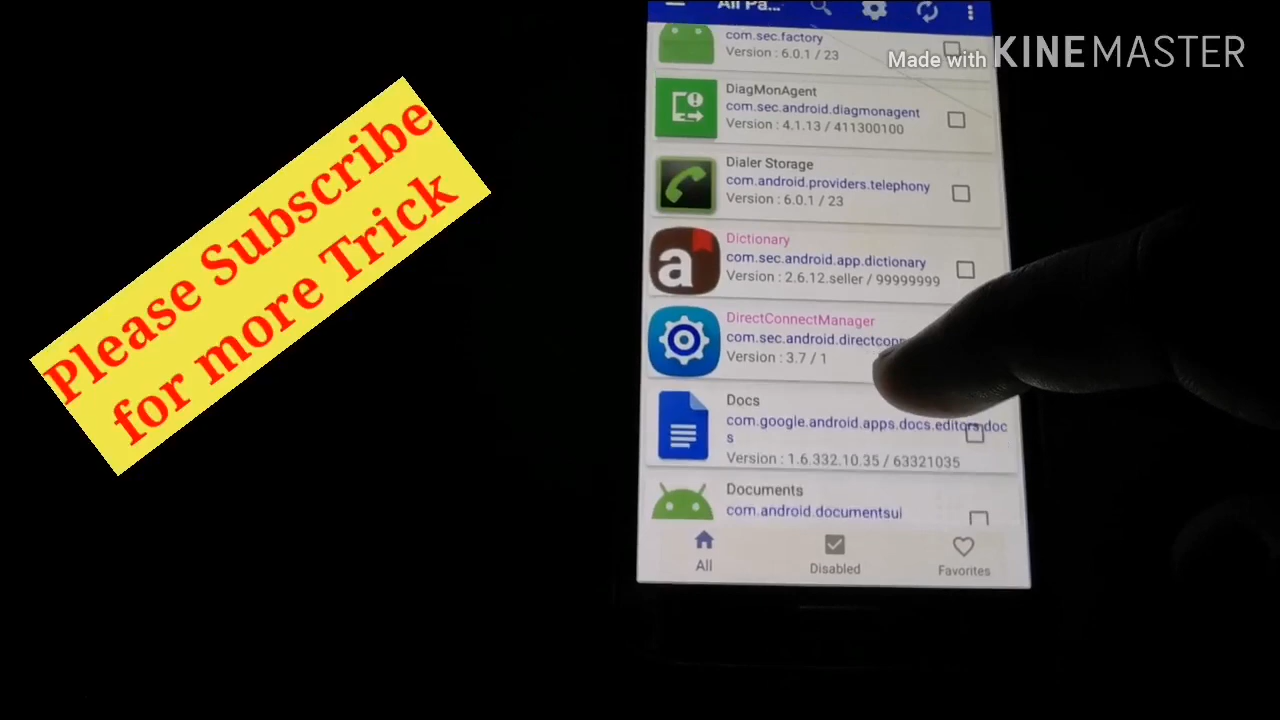 Please Subscribe
for more Trick
Made with KINEMASTER
All Pa...
com.sec.factory
Version : 6.0.1 / 23
DiagMonAgent
com.sec.android.diagmonagent
Version : 4.1.13 / 411300100
Dialer Storage
com.android.providers.telephony
Version : 6.0.1 / 23
a
Dictionary
com.sec.android.app.dictionary
Version : 2.6.12.seller / 99999999
DirectConnectManager
Version : 3.7 / 1
Docs
com.google.android.apps.docs.editors.doc
s
Version : 1.6.332.10.35 / 63321035
Documents
com.android.documentsui
All
Disabled
Favorites